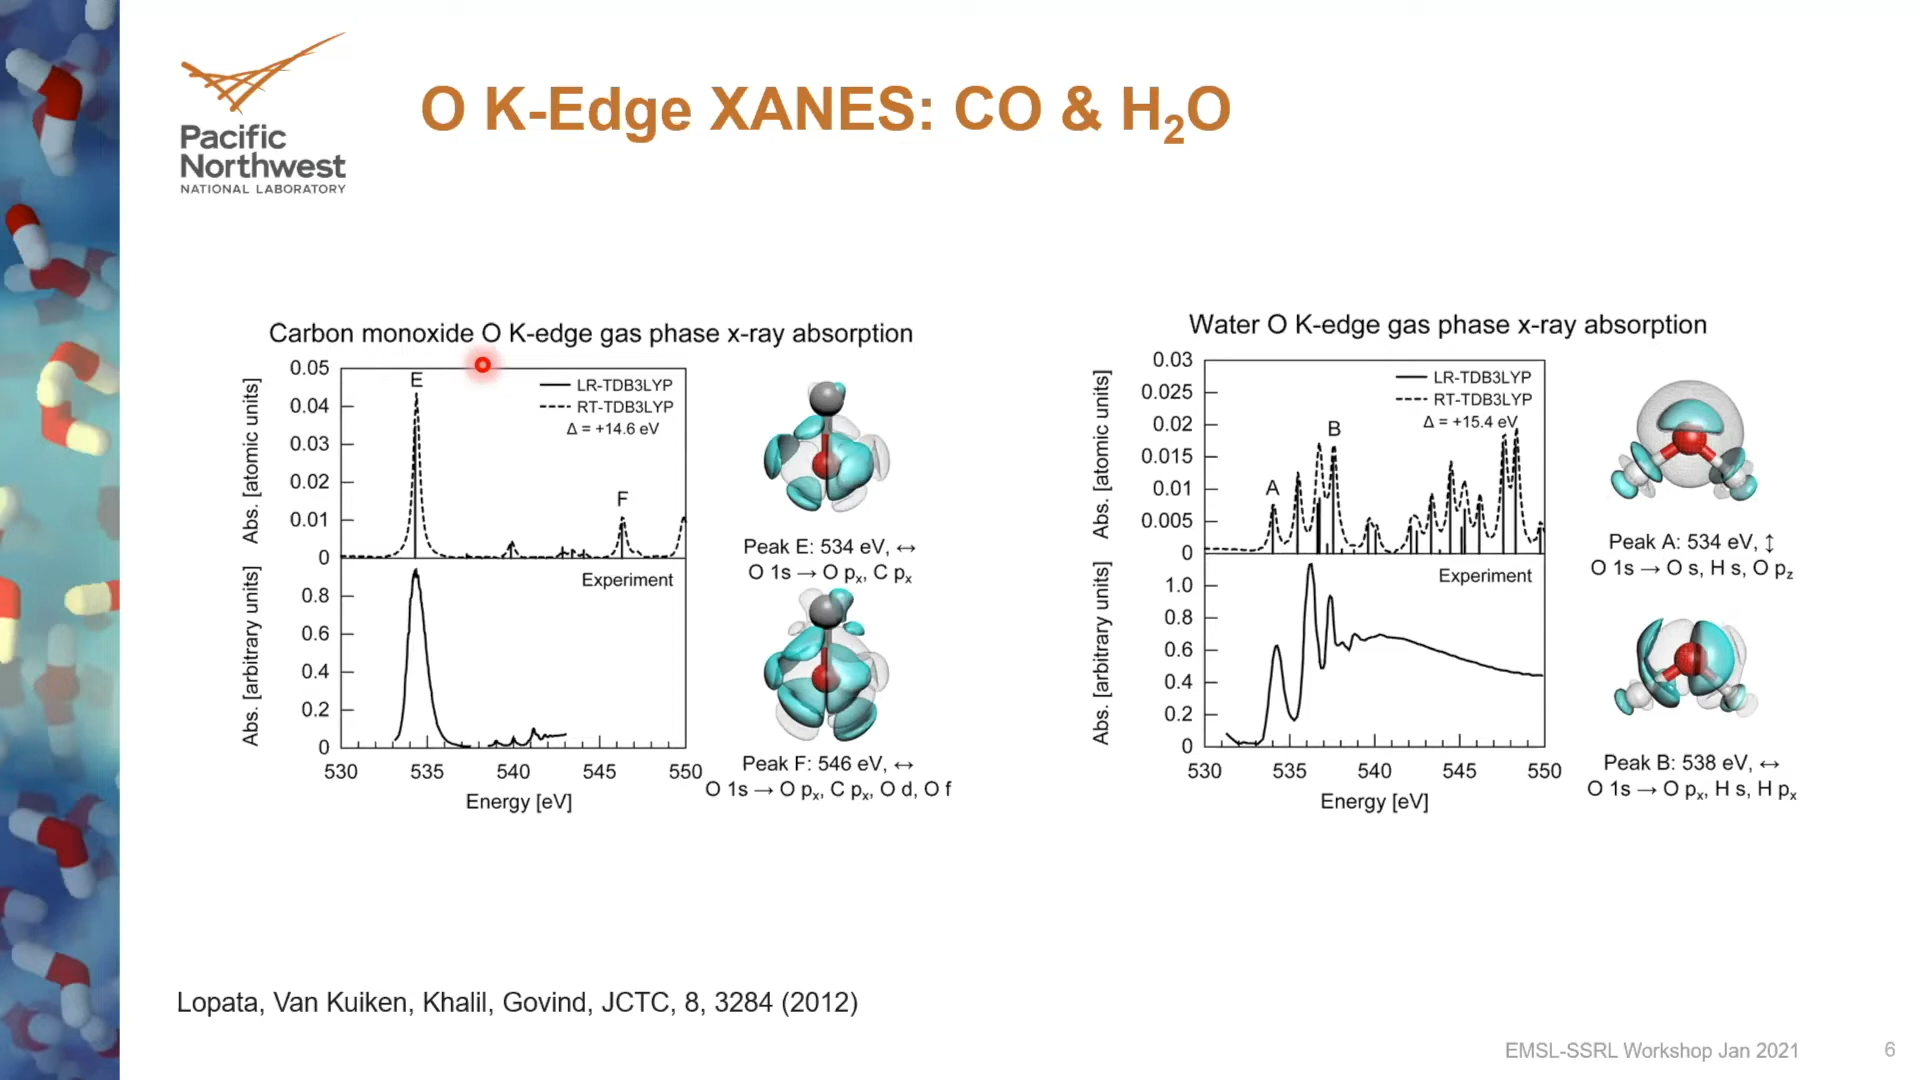 Pacific
Northwest
NATIONAL LABORATORY
O K-Edge XANES: CO & H₂O
Carbon monoxide O K-edge gas phase x-ray absorption
Abs. [atomic units]
0.05
0.04
0.03
0.02
0.01
0
E
F
LR-TDB3LYP
RT-TDB3LYP
Δ = +14.6 eV
Abs. [arbitrary units]
0.8
0.6
0.4
0.2
0
Experiment
530 535 540 545 550
Energy [eV]
Peak E: 534 eV, ↔
O 1s → O pₓ, C pₓ
Peak F: 546 eV, ↔
O 1s → O pₓ, C pₓ, O d, O f
Water O K-edge gas phase x-ray absorption
Abs. [atomic units]
0.03
0.025
0.02
0.015
0.01
0.005
0
A
B
LR-TDB3LYP
RT-TDB3LYP
Δ = +15.4 eV
Abs. [arbitrary units]
1.0
0.8
0.6
0.4
0.2
0
Experiment
530 535 540 545 550
Energy [eV]
Peak A: 534 eV, ↕
O 1s → O s, H s, O p_z
Peak B: 538 eV, ↔
O 1s → O pₓ, H s, H pₓ
Lopata, Van Kuiken, Khalil, Govind, JCTC, 8, 3284 (2012)
EMSL-SSRL Workshop Jan 2021
6